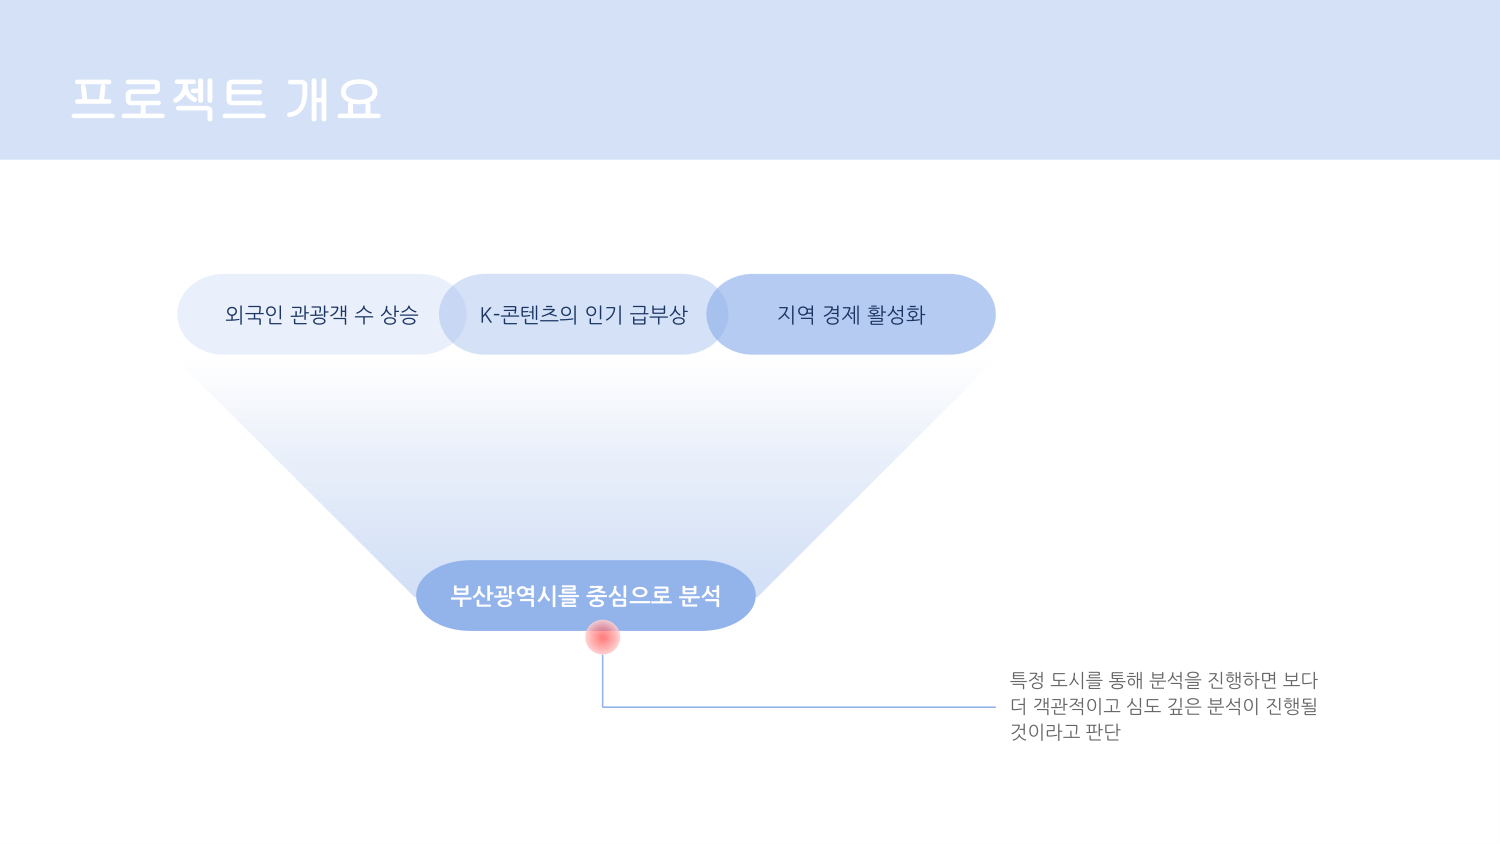 프로젝트 개요
외국인 관광객 수 상승
K-콘텐츠의 인기 급부상
지역 경제 활성화
부산광역시를 중심으로 분석
특정 도시를 통해 분석을 진행하면 보다
더 객관적이고 심도 깊은 분석이 진행될
것이라고 판단